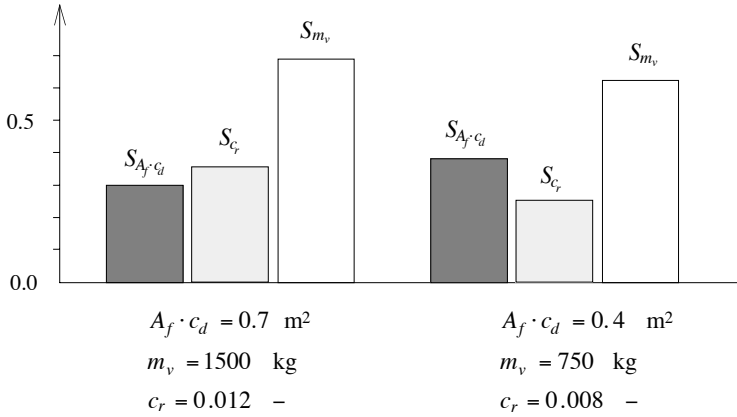 S_{m_v}
S_{m_v}
0.5
S_{A_f·c_d}
S_{c_r}
S_{A_f·c_d}
S_{c_r}
0.0
A_f · c_d = 0.7 m²
m_v = 1500 kg
c_r = 0.012 –
A_f · c_d = 0.4 m²
m_v = 750 kg
c_r = 0.008 –